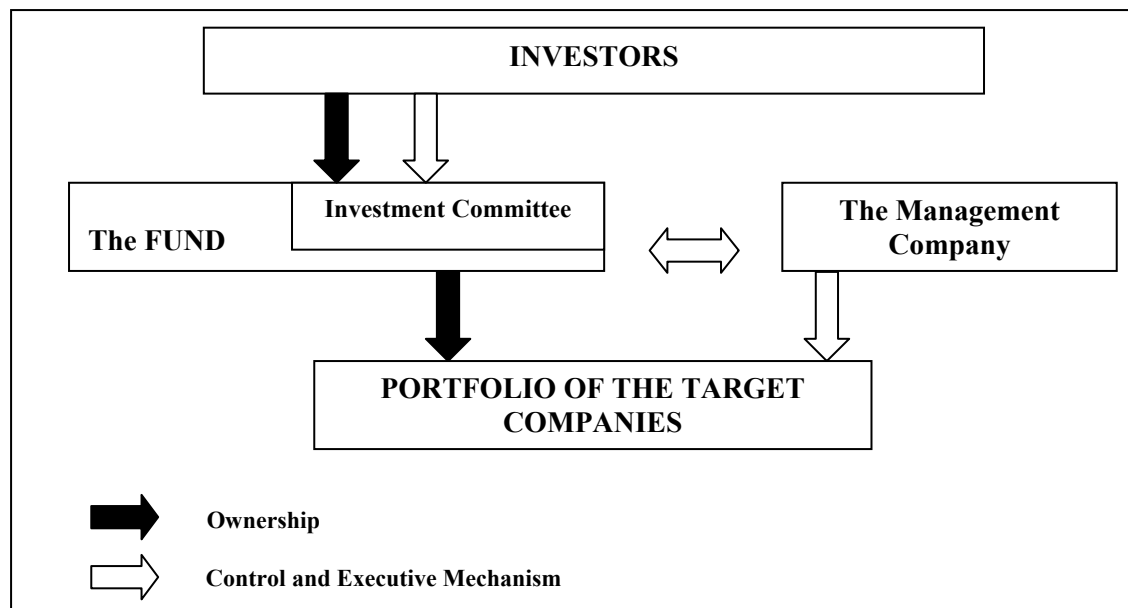 INVESTORS
Investment Committee
The FUND
The Management
Company
PORTFOLIO OF THE TARGET
COMPANIES
Ownership
Control and Executive Mechanism